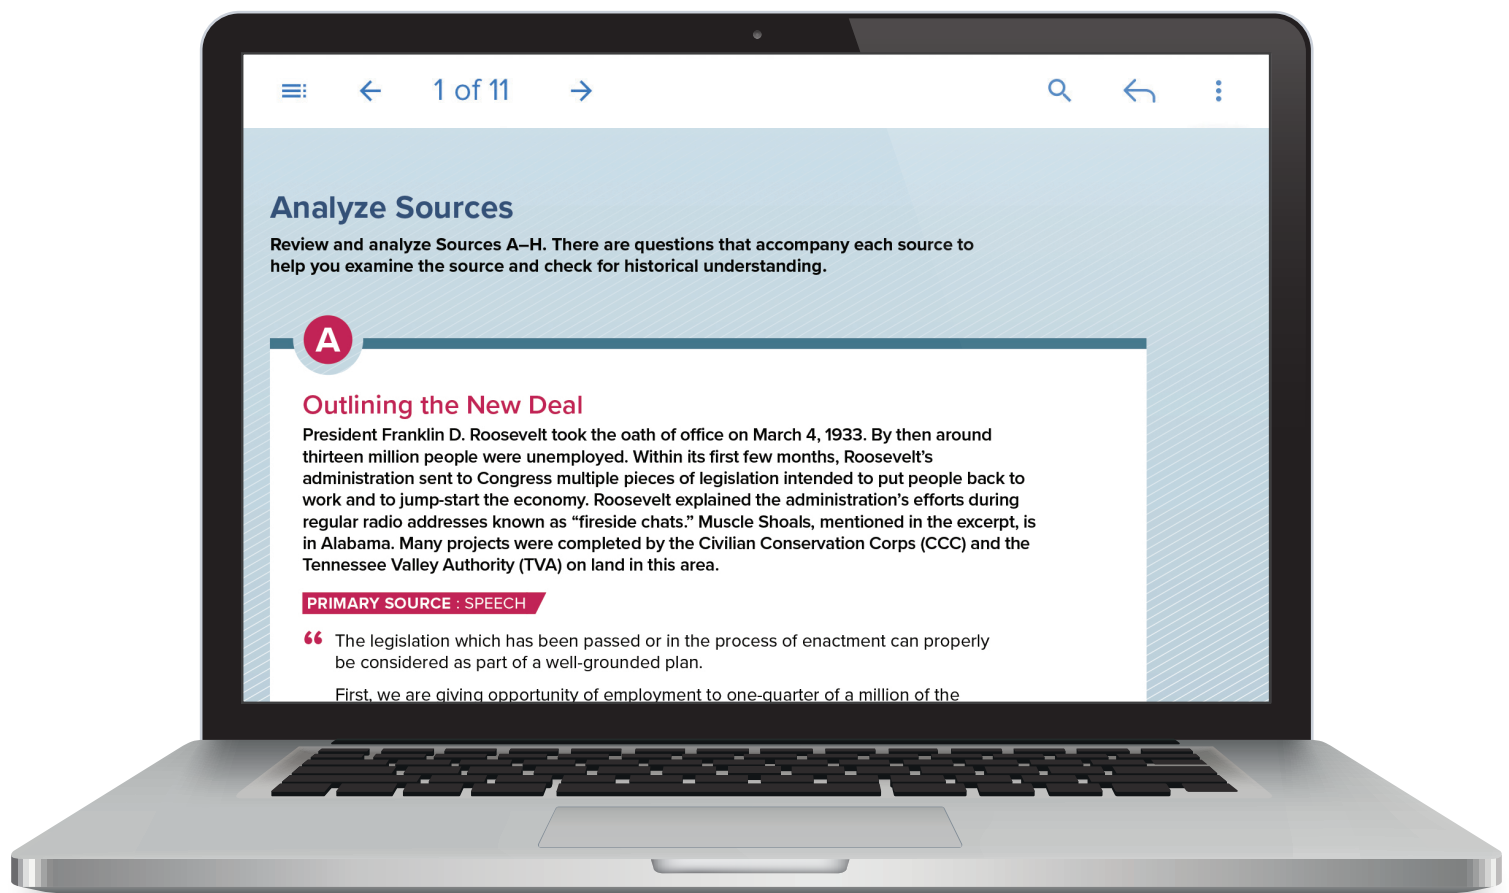 1 of 11
Analyze Sources
Review and analyze Sources A–H. There are questions that accompany each source to
help you examine the source and check for historical understanding.
A
Outlining the New Deal
President Franklin D. Roosevelt took the oath of office on March 4, 1933. By then around
thirteen million people were unemployed. Within its first few months, Roosevelt’s
administration sent to Congress multiple pieces of legislation intended to put people back to
work and to jump-start the economy. Roosevelt explained the administration’s efforts during
regular radio addresses known as “fireside chats.” Muscle Shoals, mentioned in the excerpt, is
in Alabama. Many projects were completed by the Civilian Conservation Corps (CCC) and the
Tennessee Valley Authority (TVA) on land in this area.
PRIMARY SOURCE : SPEECH
“ The legislation which has been passed or in the process of enactment can properly
be considered as part of a well-grounded plan.
First, we are giving opportunity of employment to one-quarter of a million of the